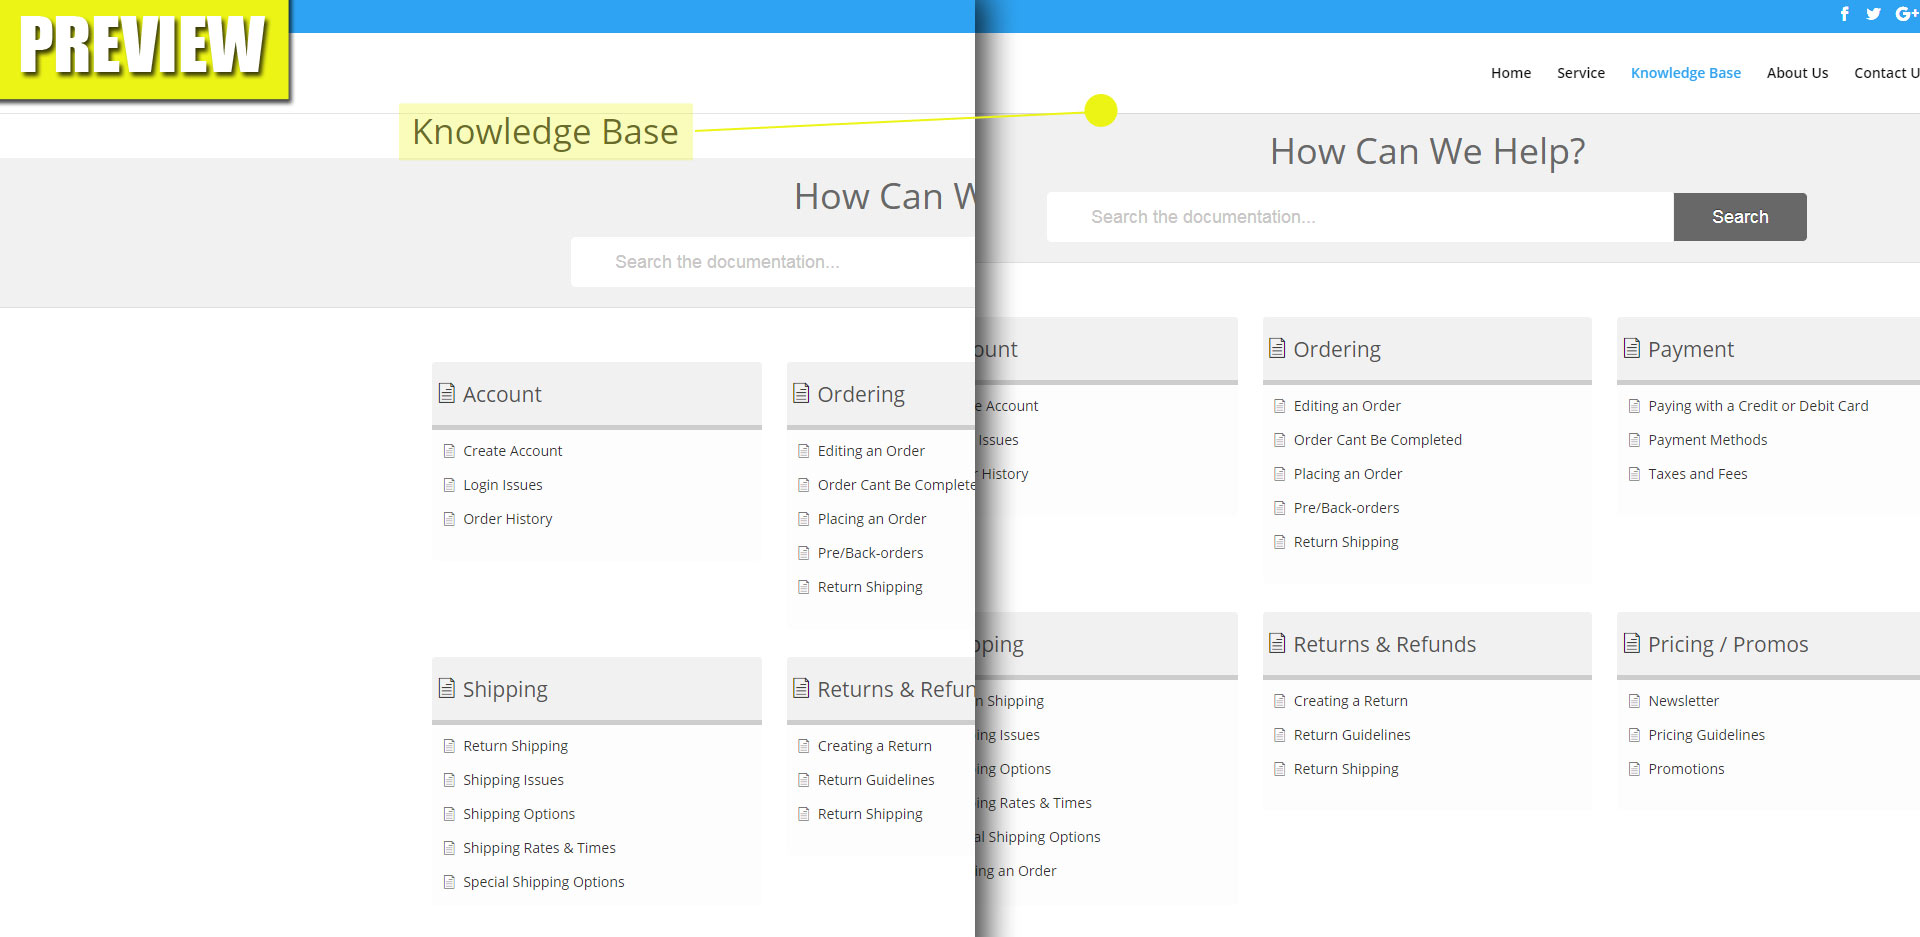 PREVIEW
Knowledge Base
How Can W
Search the documentation...
Account
Create Account
Login Issues
Order History
Ordering
Editing an Order
Order Cant Be Complete
Placing an Order
Pre/Back-orders
Return Shipping
Shipping
Return Shipping
Shipping Issues
Shipping Options
Shipping Rates & Times
Special Shipping Options
Returns & Refun
Creating a Return
Return Guidelines
Return Shipping
G+
Home Service Knowledge Base About Us Contact U
How Can We Help?
Search the documentation... Search
ount
e Account
Issues
r History
Ordering
Editing an Order
Order Cant Be Completed
Placing an Order
Pre/Back-orders
Return Shipping
Payment
Paying with a Credit or Debit Card
Payment Methods
Taxes and Fees
pping
n Shipping
ing Issues
ing Options
ing Rates & Times
al Shipping Options
ing an Order
Returns & Refunds
Creating a Return
Return Guidelines
Return Shipping
Pricing / Promos
Newsletter
Pricing Guidelines
Promotions